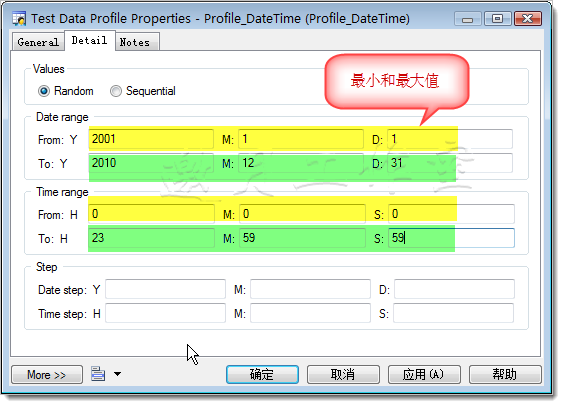 Test Data Profile Properties - Profile_DateTime (Profile_DateTime)
General Detail Notes
Values
最小和最大值
Random Sequential
Date range
From: Y 2001 M: 1 D: 1
To: Y 2010 M: 12 D: 31
Time range
From: H 0 M: 0 S: 0
To: H 23 M: 59 S: 59
Step
Date step: Y M: D:
Time step: H M: S:
More >> 确定 取消 应用(A) 帮助